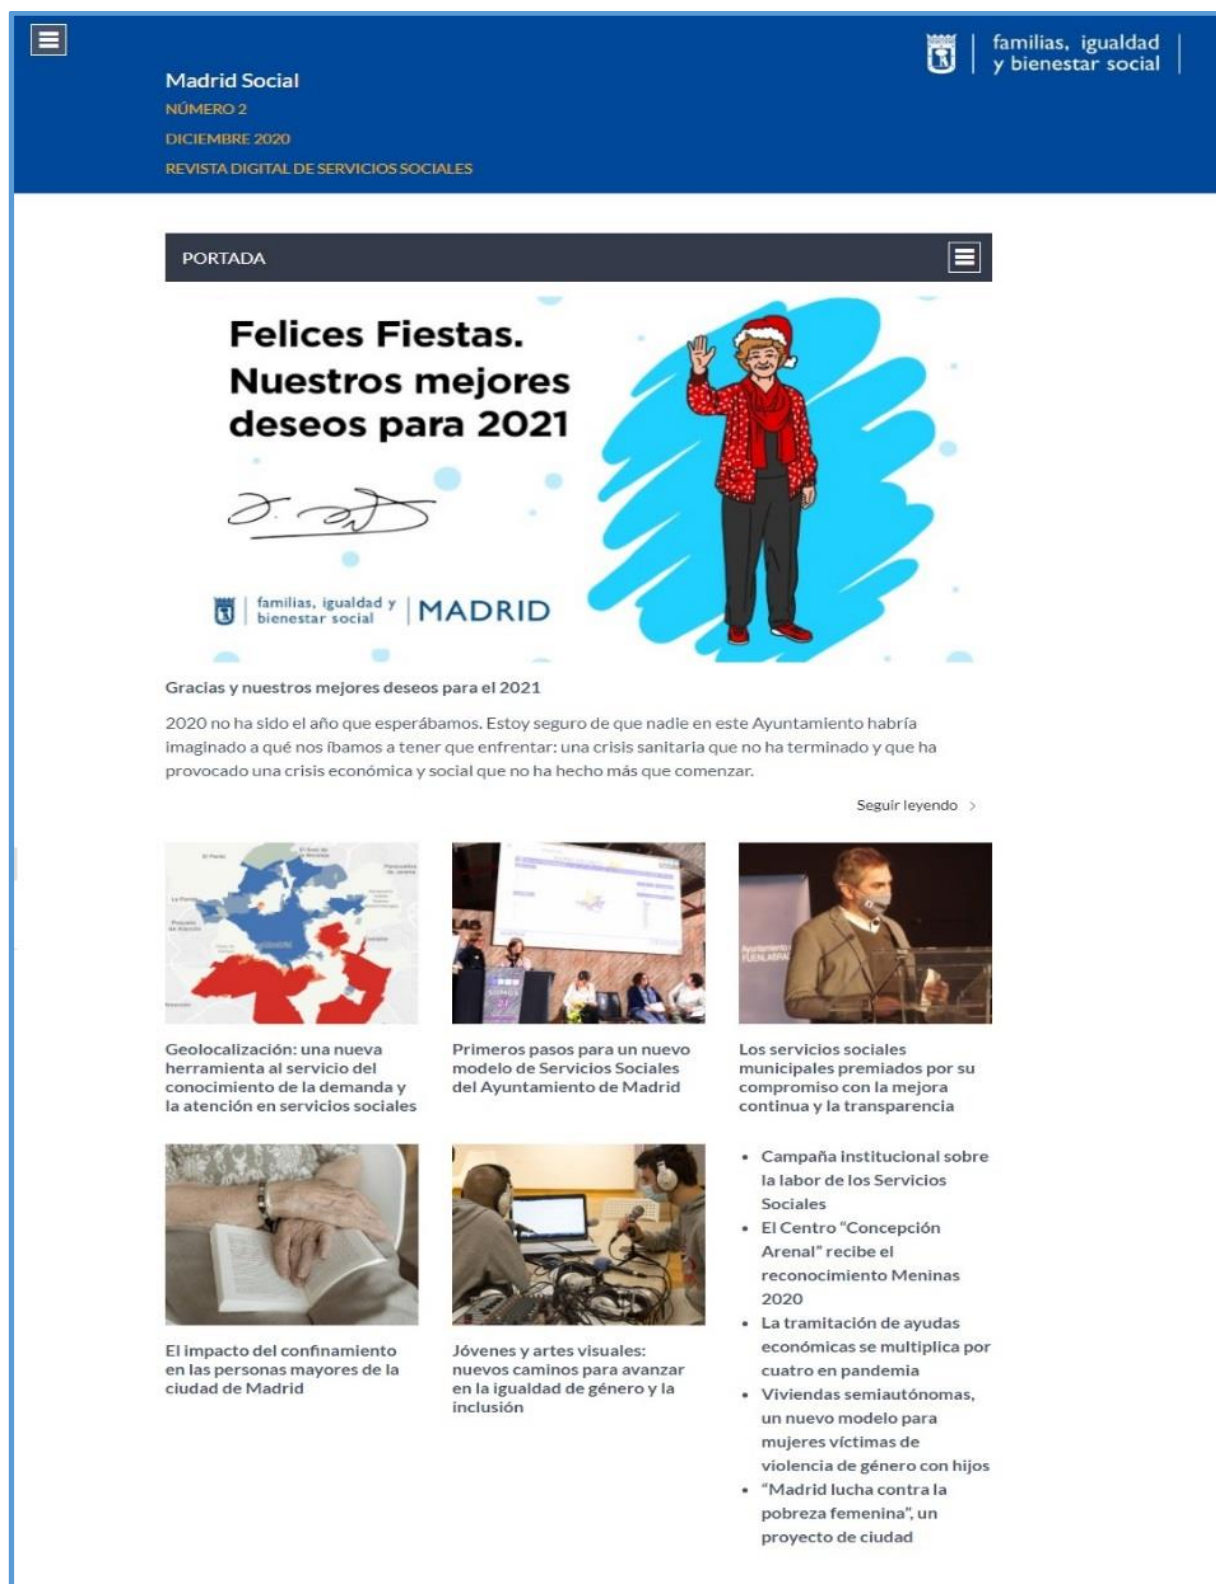 familias, igualdad
y bienestar social
Madrid Social
NÚMERO 2
DICIEMBRE 2020
REVISTA DIGITAL DE SERVICIOS SOCIALES
PORTADA
Felices Fiestas.
Nuestros mejores
deseos para 2021
familias, igualdad y
bienestar social
MADRID
Gracias y nuestros mejores deseos para el 2021
2020 no ha sido el año que esperábamos. Estoy seguro de que nadie en este Ayuntamiento habría
imaginado a qué nos íbamos a tener que enfrentar: una crisis sanitaria que no ha terminado y que ha
provocado una crisis económica y social que no ha hecho más que comenzar.
Seguir leyendo >
Geolocalización: una nueva
herramienta al servicio del
conocimiento de la demanda y
la atención en servicios sociales
Primeros pasos para un nuevo
modelo de Servicios Sociales
del Ayuntamiento de Madrid
Los servicios sociales
municipales premiados por su
compromiso con la mejora
continua y la transparencia
El impacto del confinamiento
en las personas mayores de la
ciudad de Madrid
Jóvenes y artes visuales:
nuevos caminos para avanzar
en la igualdad de género y la
inclusión
• Campaña institucional sobre
la labor de los Servicios
Sociales
• El Centro “Concepción
Arenal” recibe el
reconocimiento Meninas
2020
• La tramitación de ayudas
económicas se multiplica por
cuatro en pandemia
• Viviendas semiautónomas,
un nuevo modelo para
mujeres víctimas de
violencia de género con hijos
• “Madrid lucha contra la
pobreza femenina”, un
proyecto de ciudad